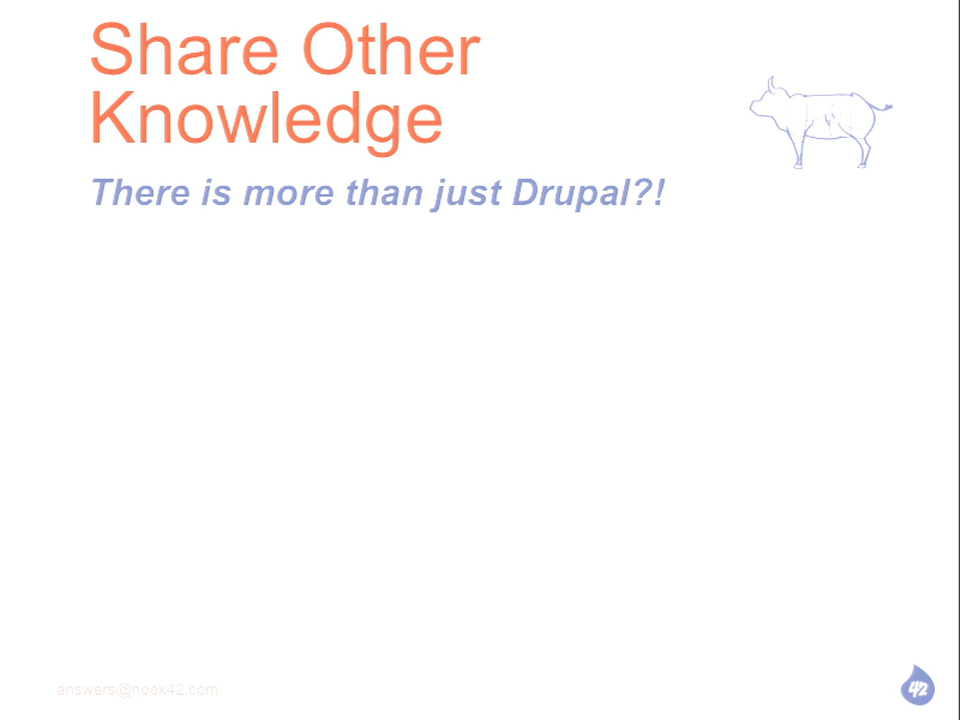 Share Other
Knowledge
There is more than just Drupal?!
answers@hook42.com
42